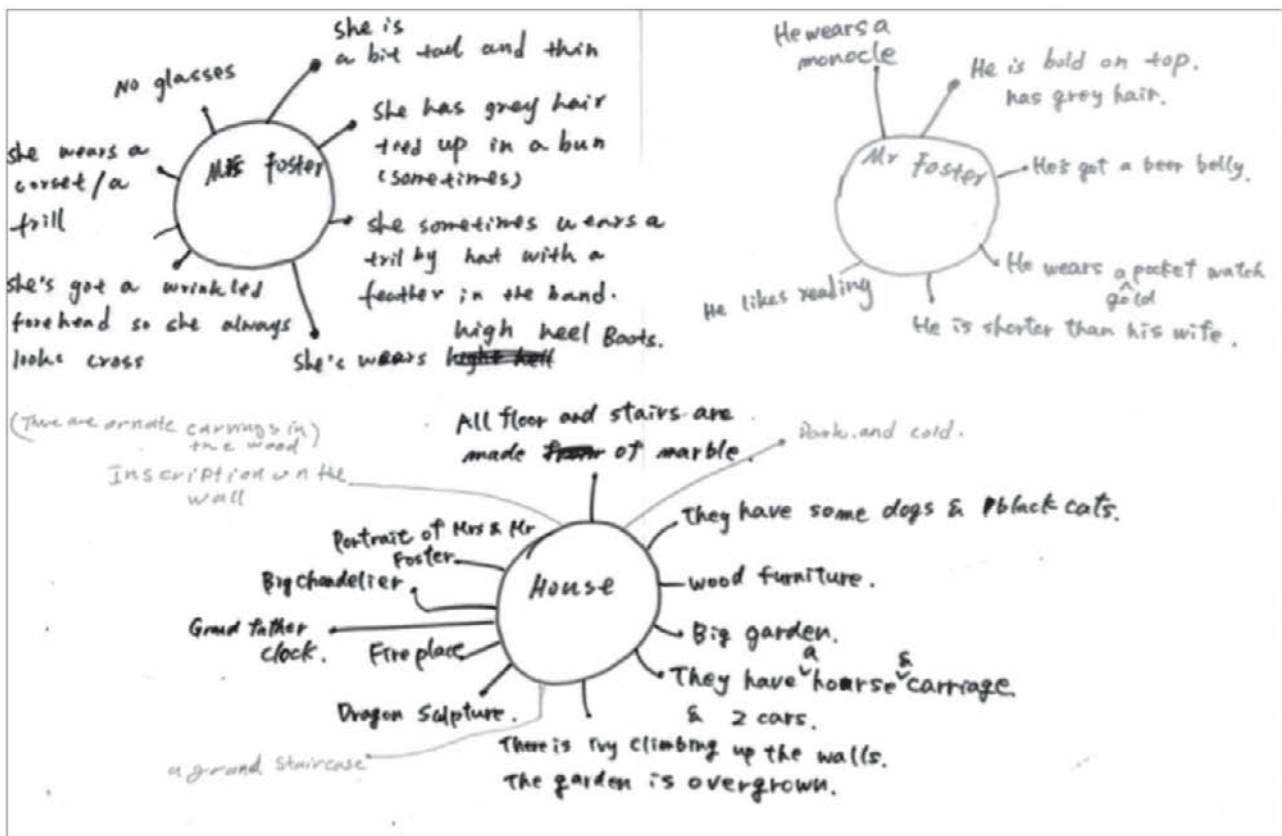 She is
a bit tall and thin
No glasses
She has grey hair
tied up in a bun
(sometimes)
Mrs Foster
she wears a
corset/a
frill
she sometimes wears a
tril by hat with a
feather in the band.
she's got a wrinkled
forehead so she always
looks cross
high heel Boots.
She's wears
He wears a
monocle
He is bald on top.
has grey hair.
Mr Foster
He's got a beer belly.
He wears a pocket watch
gold
He likes reading
He is shorter than his wife.
(There are ornate carvings in
the wood)
Inscription on the
wall
All floor and stairs are
made of marble.
Dark and cold.
They have some dogs & black cats.
Portrait of Mrs & Mr
Foster
Big chandelier
House
wood furniture.
Grand father
clock.
Fire place
Big garden.
a &
They have hourse carriage
& 2 cars.
Dragon Sulpture.
There is ivy climbing up the walls.
The garden is overgrown.
a grand staircase